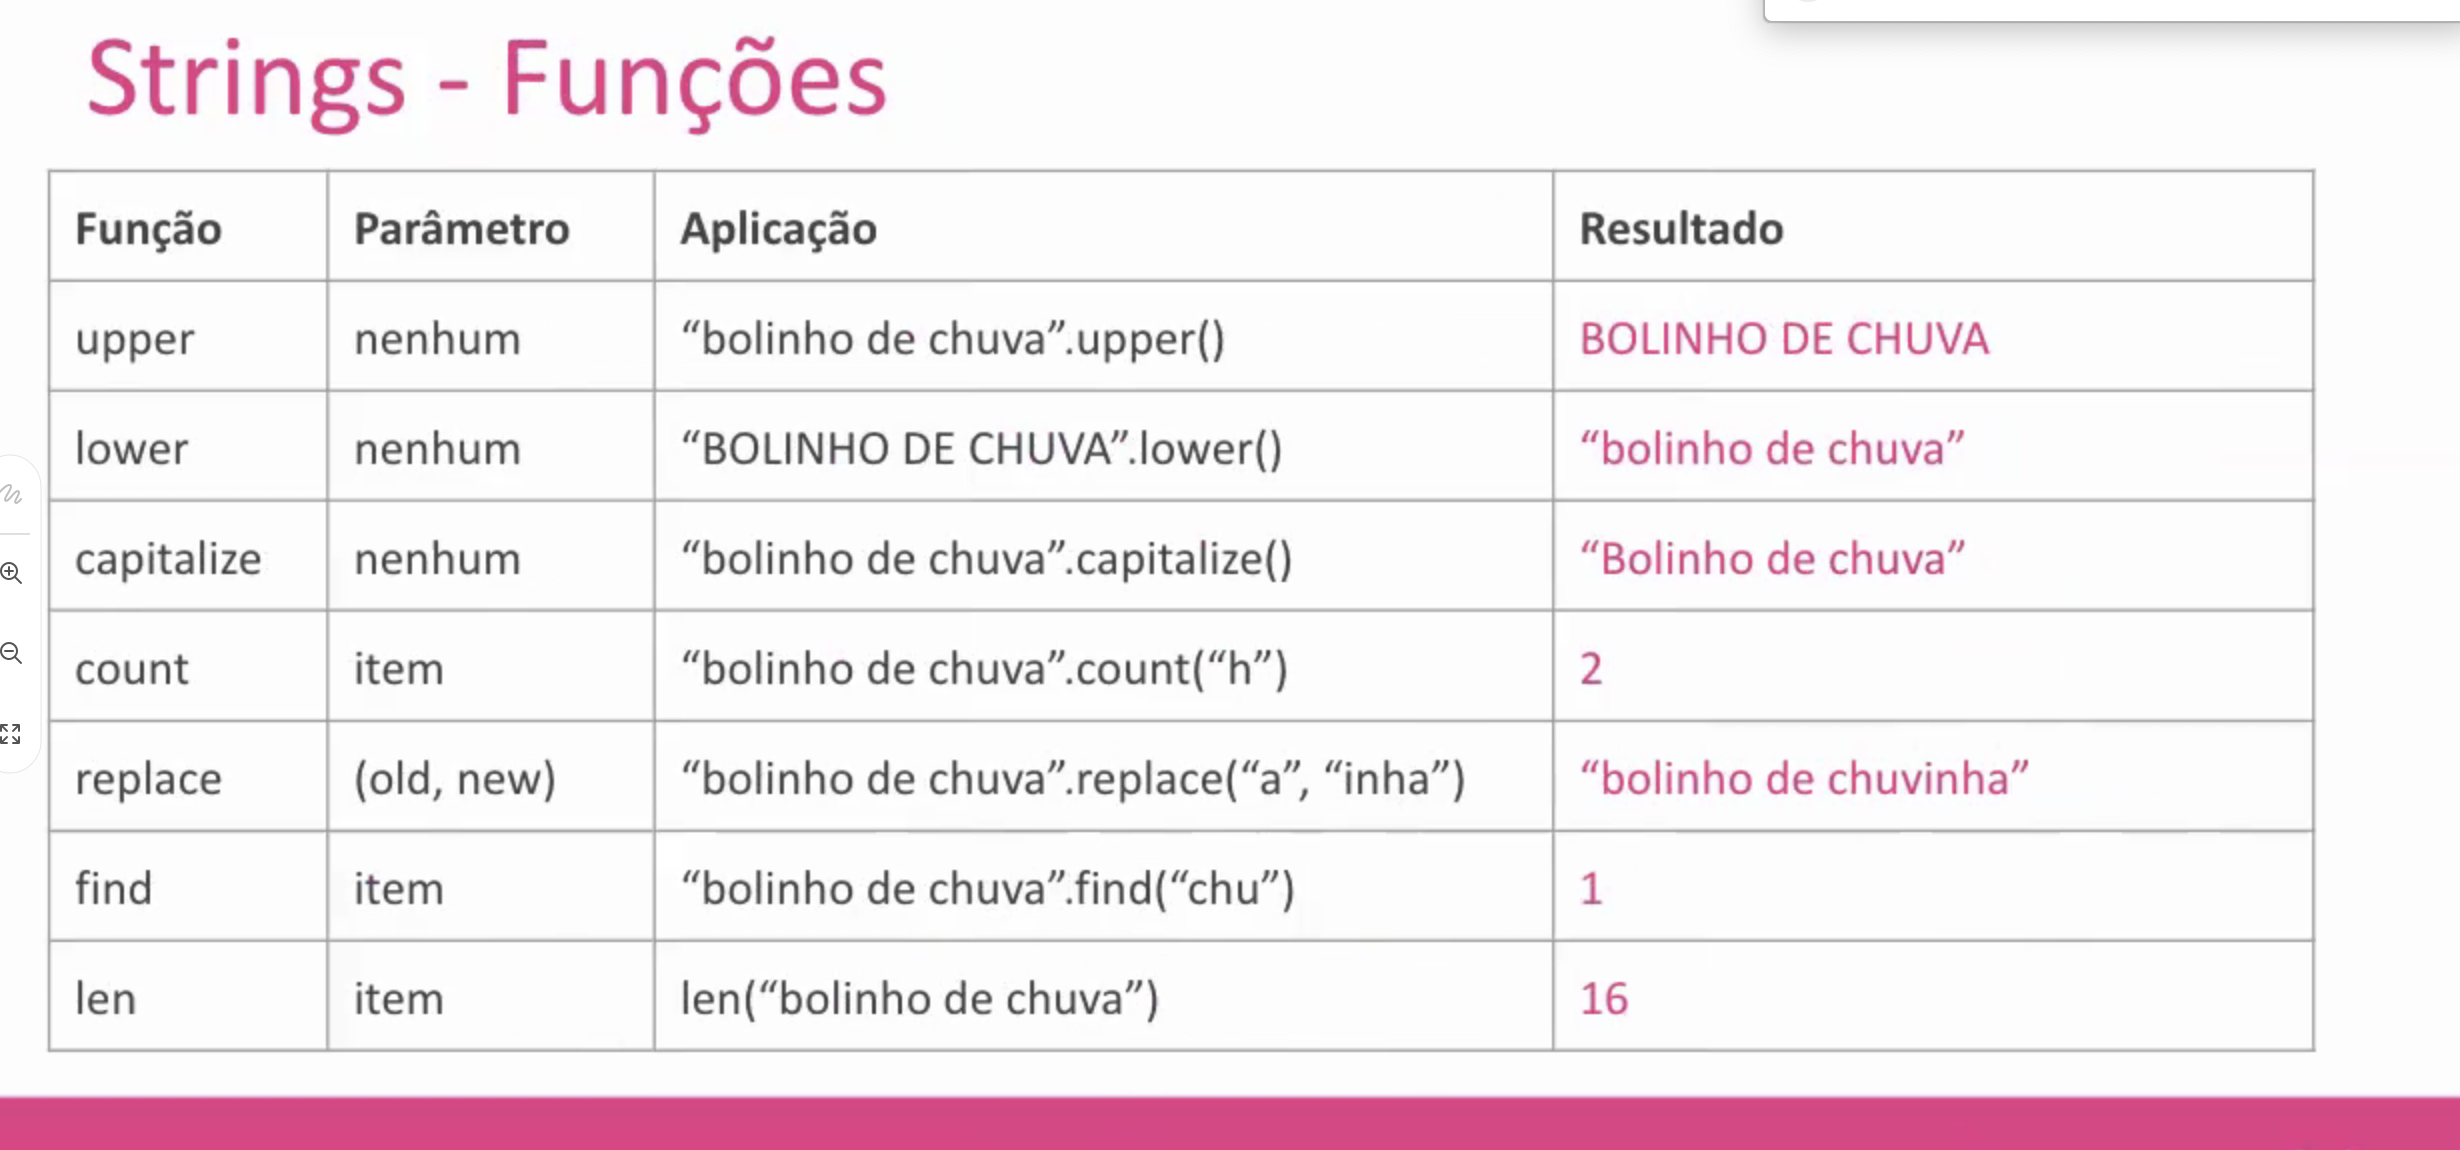 Strings - Funções
Função Parâmetro Aplicação Resultado
upper nenhum “bolinho de chuva”.upper() BOLINHO DE CHUVA
lower nenhum “BOLINHO DE CHUVA”.lower() “bolinho de chuva”
capitalize nenhum “bolinho de chuva”.capitalize() “Bolinho de chuva”
count item “bolinho de chuva”.count(“h”) 2
replace (old, new) “bolinho de chuva”.replace(“a”, “inha”) “bolinho de chuvinha”
find item “bolinho de chuva”.find(“chu”) 1
len item len(“bolinho de chuva”) 16